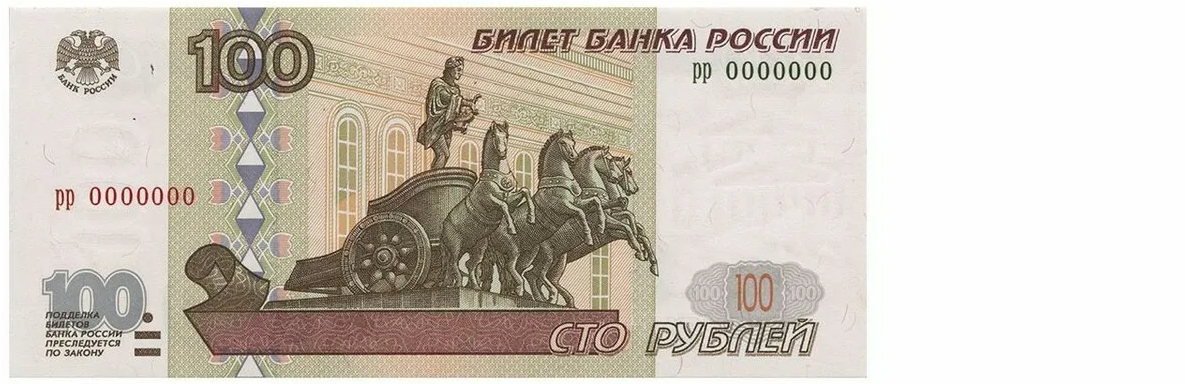 БАНК РОССИИ
100
БИЛЕТ БАНКА РОССИИ
рр 0000000
рр 0000000
100
ПОДДЕЛКА
БИЛЕТОВ
БАНКА РОССИИ
ПРЕСЛЕДУЕТСЯ
ПО ЗАКОНУ
100 100 100
СТО РУБЛЕЙ